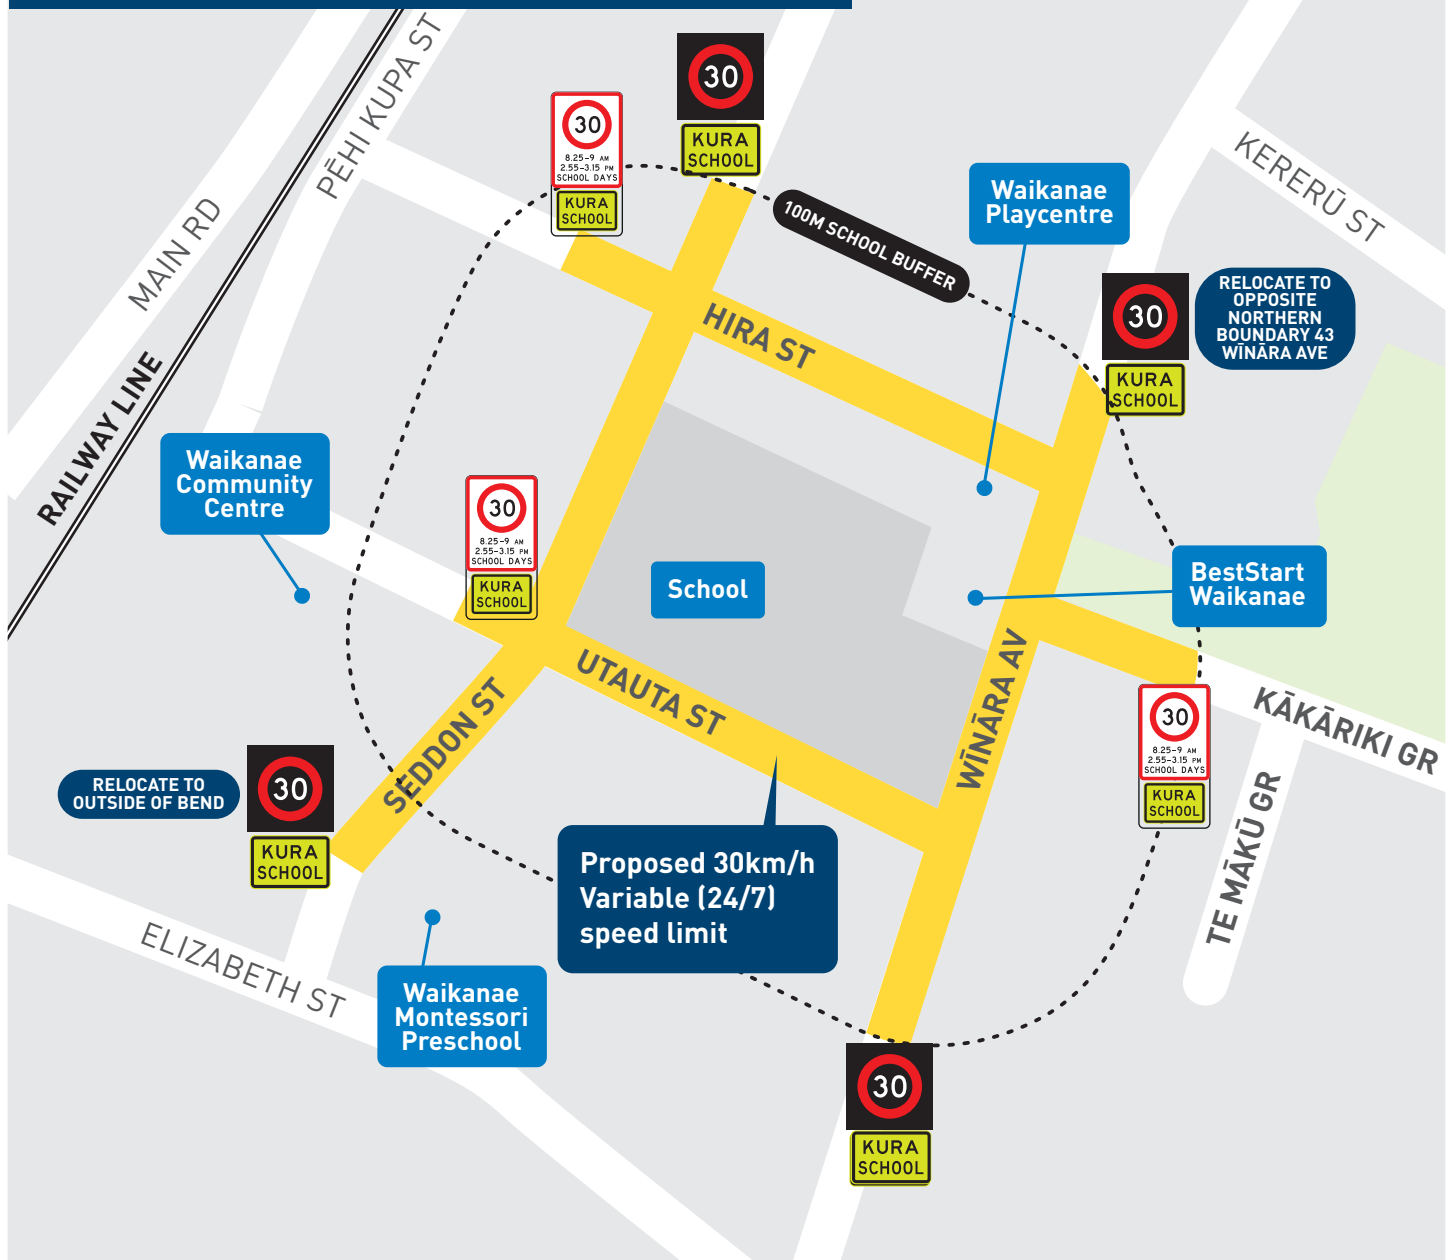 PĒHI KUPA ST
30
KURA
SCHOOL
30
8.25-9 AM
2.55-3.15 PM
SCHOOL DAYS
KURA
SCHOOL
KERERŪ ST
Waikanae
Playcentre
MAIN RD
100M SCHOOL BUFFER
30
KURA
SCHOOL
RELOCATE TO
OPPOSITE
NORTHERN
BOUNDARY 43
WĪNĀRA AVE
HIRA ST
RAILWAY LINE
Waikanae
Community
Centre
30
8.25-9 AM
2.55-3.15 PM
SCHOOL DAYS
KURA
SCHOOL
School
BestStart
Waikanae
UTAUTA ST
WĪNĀRA AV
SEDDON ST
KĀKĀRIKI GR
30
8.25-9 AM
2.55-3.15 PM
SCHOOL DAYS
KURA
SCHOOL
TE MĀKŪ GR
RELOCATE TO
OUTSIDE OF BEND
30
KURA
SCHOOL
Proposed 30km/h
Variable (24/7)
speed limit
ELIZABETH ST
Waikanae
Montessori
Preschool
30
KURA
SCHOOL